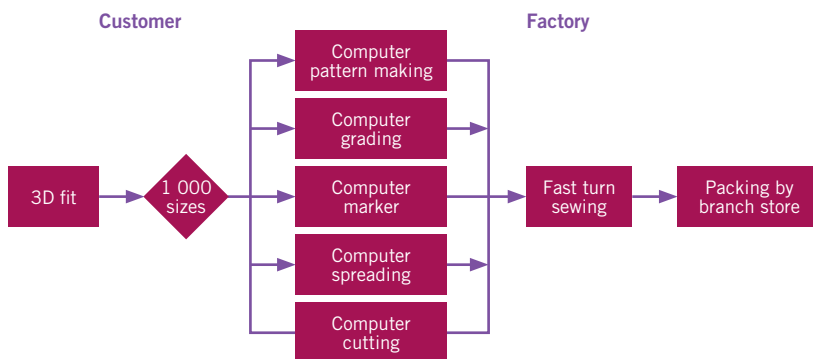 Customer
Factory
3D fit
1 000
sizes
Computer
pattern making
Computer
grading
Computer
marker
Computer
spreading
Computer
cutting
Fast turn
sewing
Packing by
branch store